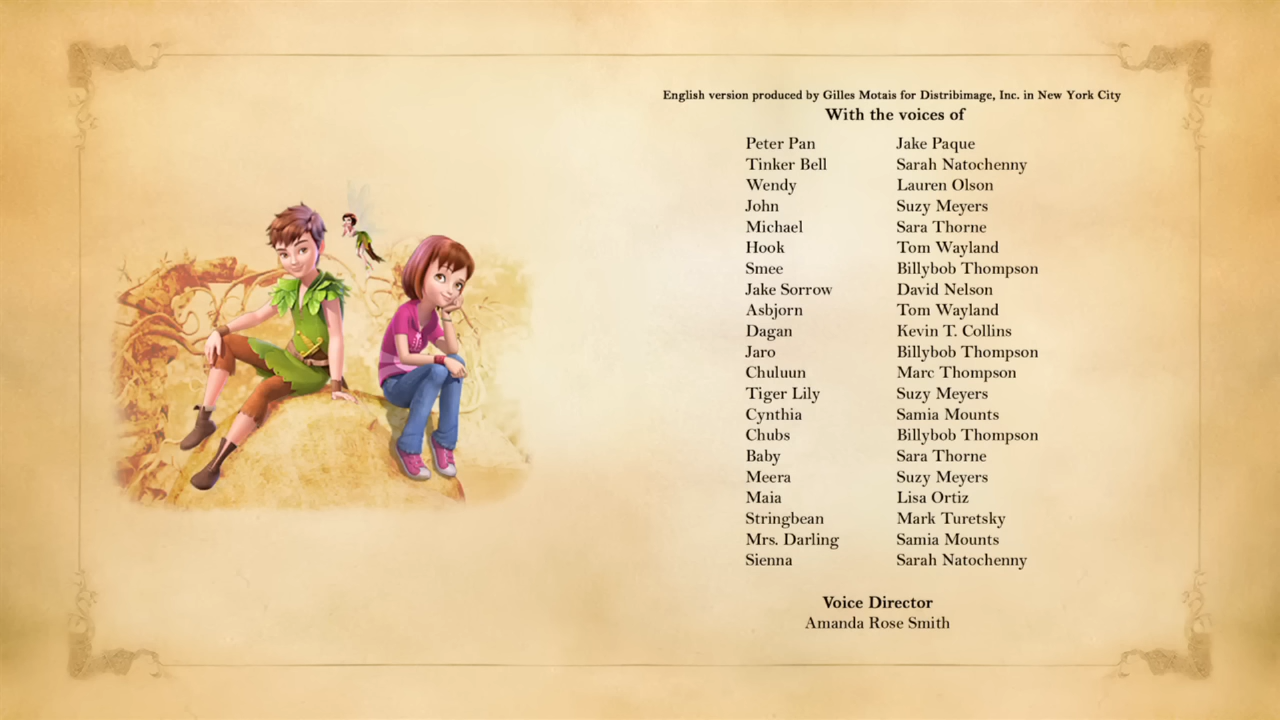 English version produced by Gilles Motais for Distribimage, Inc. in New York City
With the voices of
Peter Pan Jake Paque
Tinker Bell Sarah Natochenny
Wendy Lauren Olson
John Suzy Meyers
Michael Sara Thorne
Hook Tom Wayland
Smee Billybob Thompson
Jake Sorrow David Nelson
Asbjorn Tom Wayland
Dagan Kevin T. Collins
Jaro Billybob Thompson
Chuluun Marc Thompson
Tiger Lily Suzy Meyers
Cynthia Samia Mounts
Chubs Billybob Thompson
Baby Sara Thorne
Meera Suzy Meyers
Maia Lisa Ortiz
Stringbean Mark Turetsky
Mrs. Darling Samia Mounts
Sienna Sarah Natochenny
Voice Director
Amanda Rose Smith